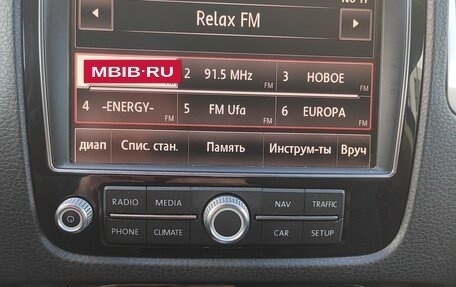 Relax FM
MBIB·RU
2 91.5 MHz FM
3 НОВОЕ FM
4 -ENERGY- FM
5 FM Ufa FM
6 EUROPA FM
диап Спис. стан. Память Инструм-ты Вруч
RADIO MEDIA NAV TRAFFIC
PHONE CLIMATE CAR SETUP